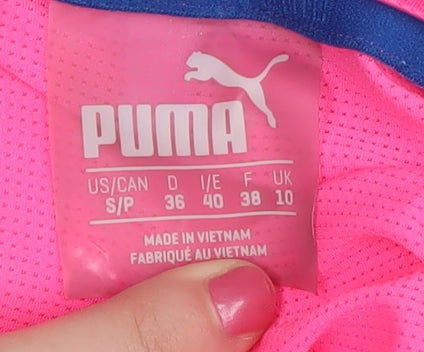 PUMA
US/CAN D I/E F UK
S/P 36 40 38 10
MADE IN VIETNAM
FABRIQUÉ AU VIETNAM